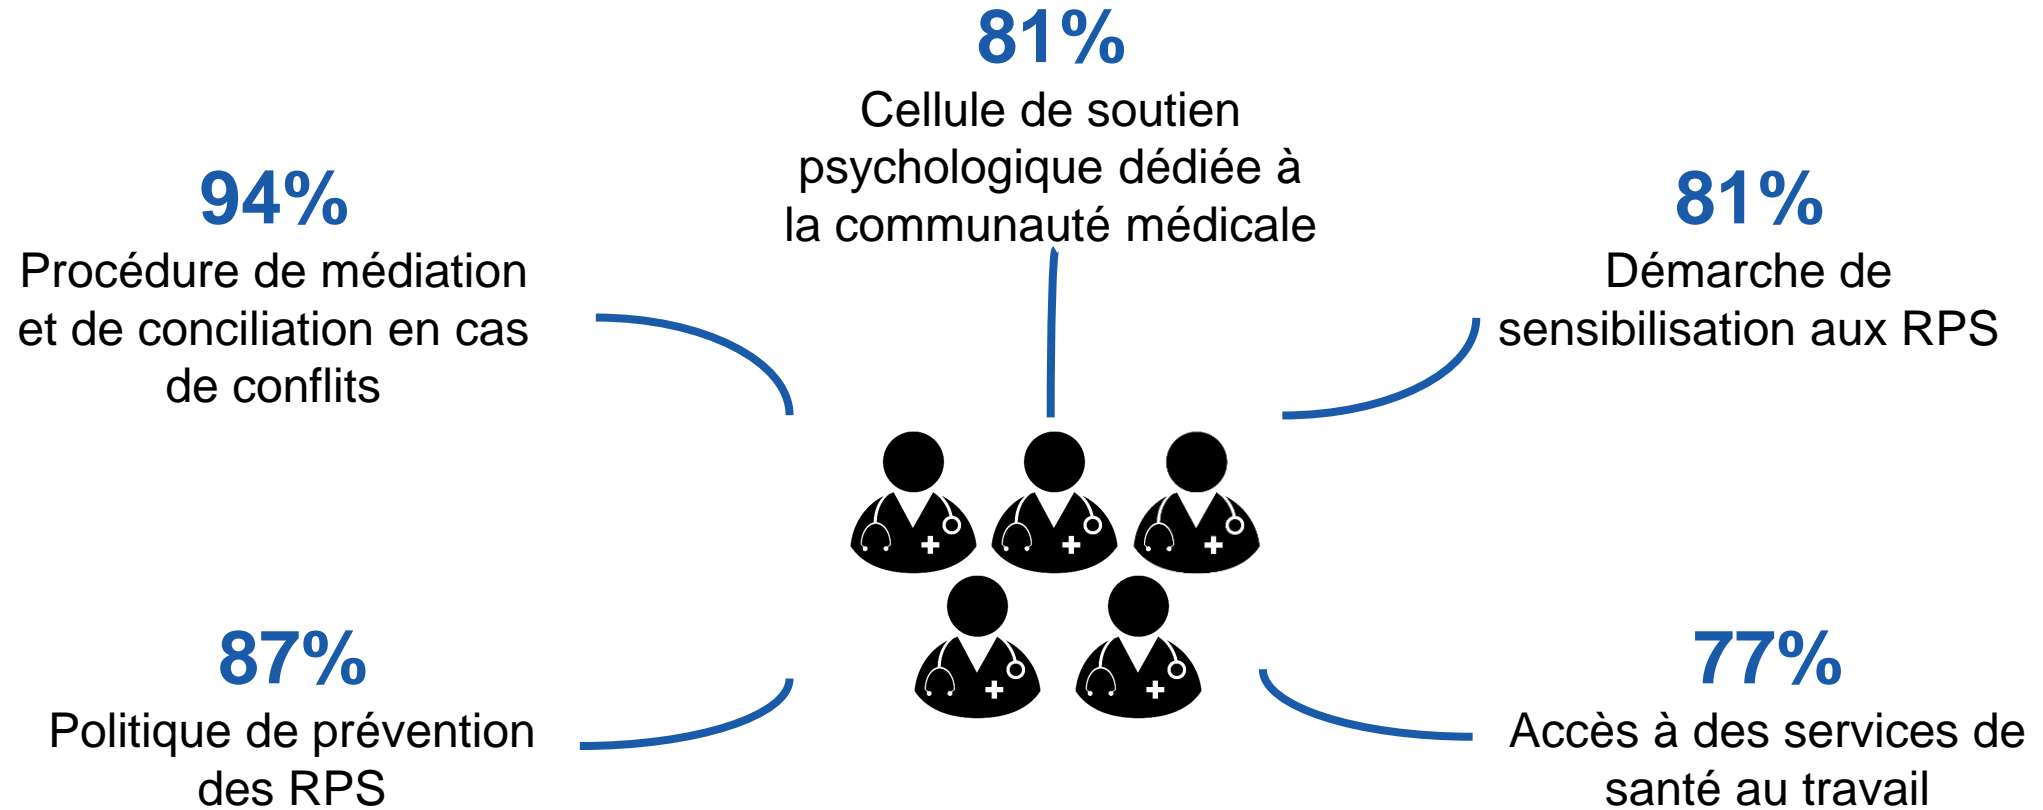 81%
Cellule de soutien
psychologique dédiée à
la communauté médicale
94%
Procédure de médiation
et de conciliation en cas
de conflits
81%
Démarche de
sensibilisation aux RPS
87%
Politique de prévention
des RPS
77%
Accès à des services de
santé au travail